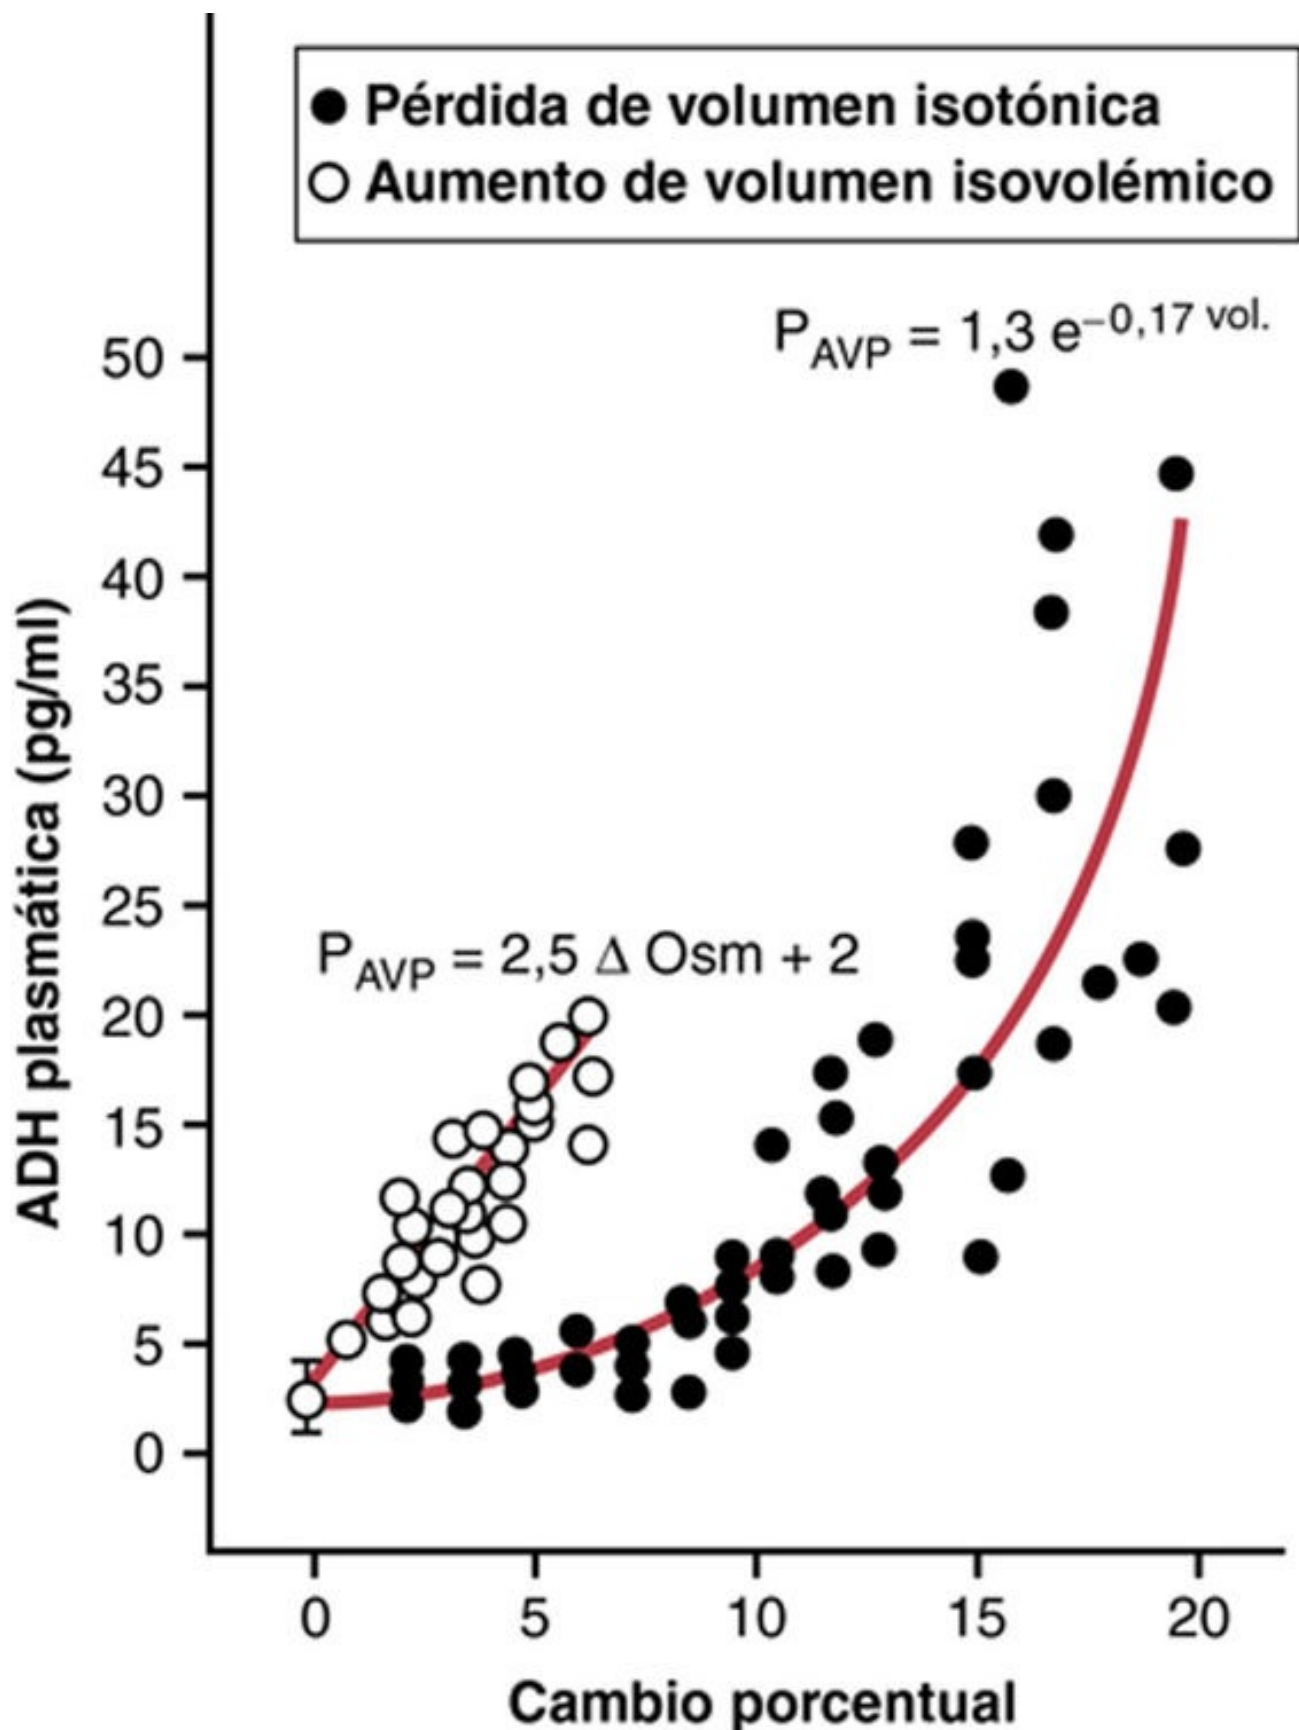 Pérdida de volumen isotónica
Aumento de volumen isovolémico
P_AVP = 1,3 e^−0,17 vol.
50
45
40
35
30
25
20
15
10
5
0
ADH plasmática (pg/ml)
P_AVP = 2,5 Δ Osm + 2
0 5 10 15 20
Cambio porcentual